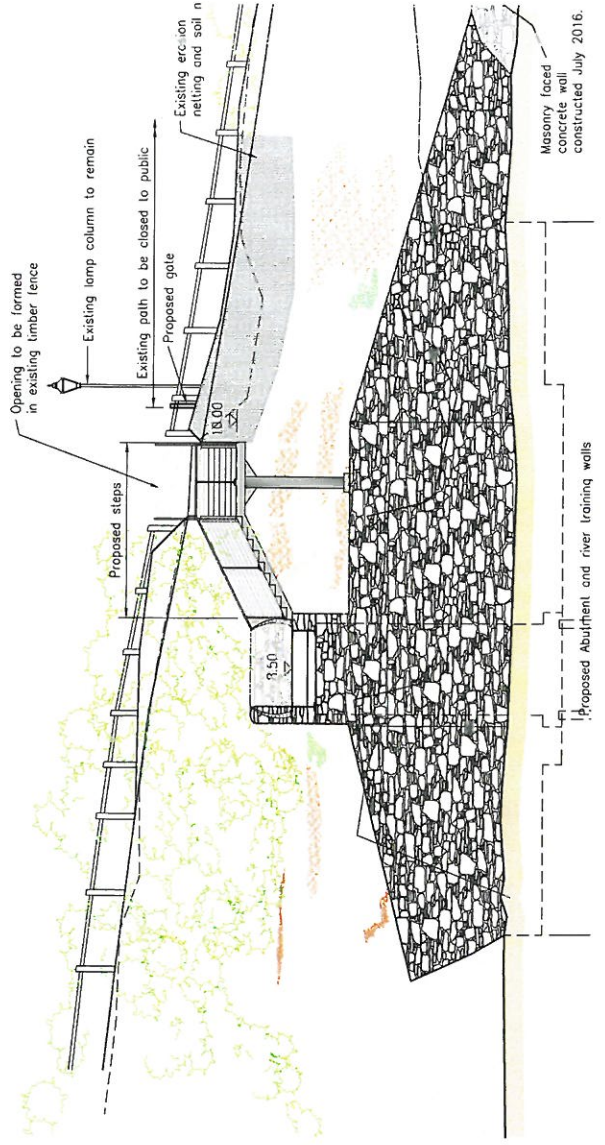 Opening to be formed
in existing timber fence
Existing lamp column to remain
Existing path to be closed to public
Proposed gate
Existing erosion
netting and soil n
Proposed steps
10.00
9.50
Masonry faced
concrete wall
constructed July 2016.
Proposed Abutment and river training walls